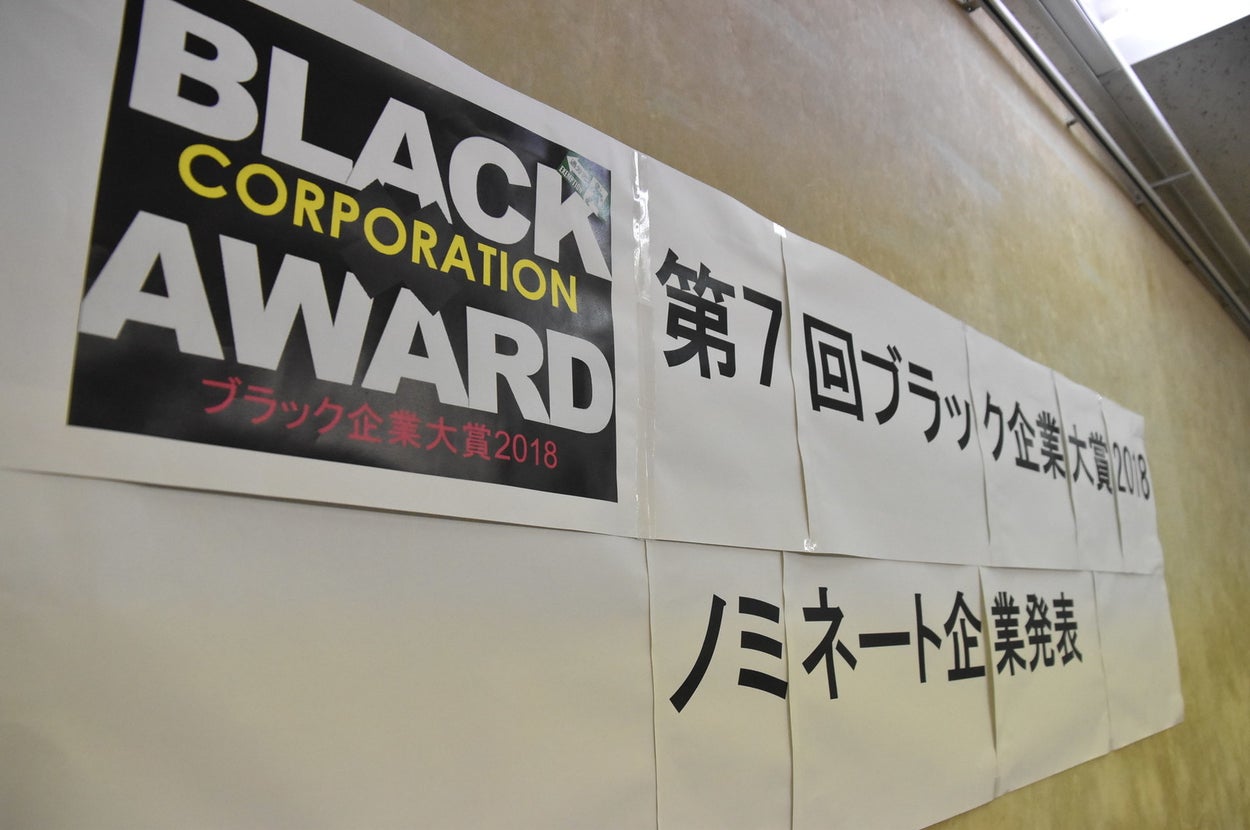 BLACK
CORPORATION
AWARD
ブラック企業大賞2018
第7回ブラック企業大賞2018
ノミネート企業発表